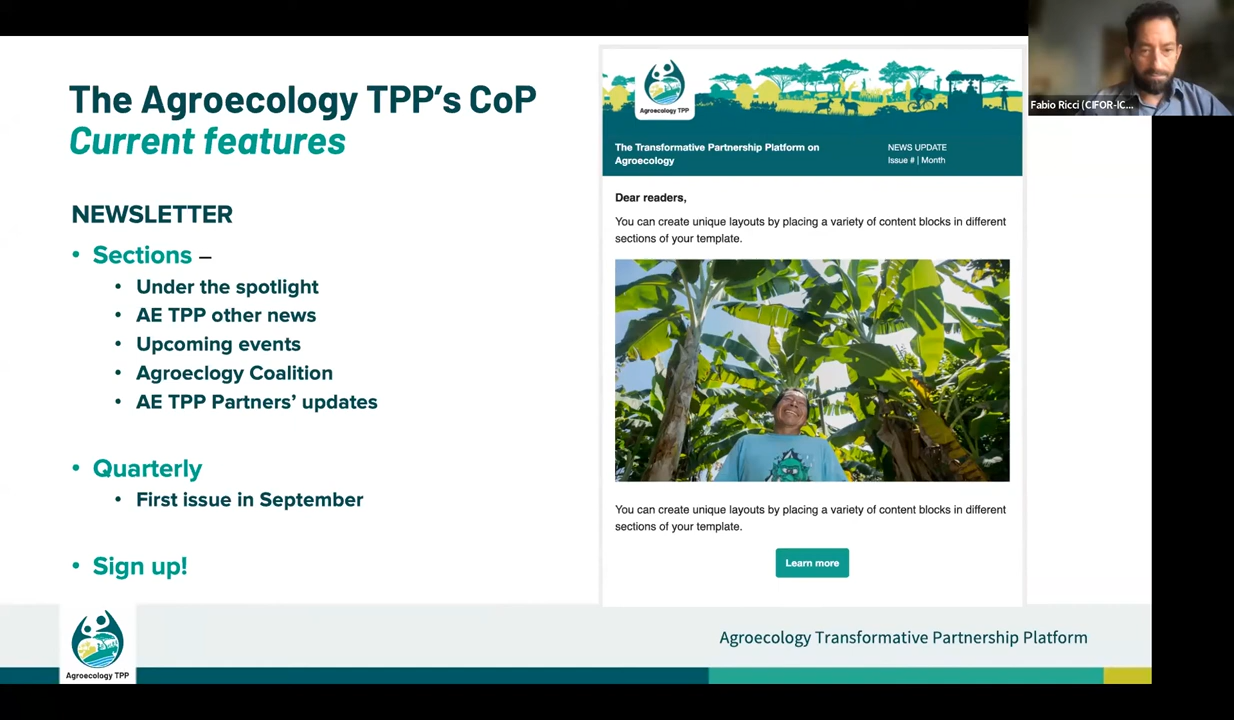 The Agroecology TPP's CoP
Current features
NEWSLETTER
• Sections –
• Under the spotlight
• AE TPP other news
• Upcoming events
• Agroeclogy Coalition
• AE TPP Partners' updates
• Quarterly
• First issue in September
• Sign up!
Agroecology TPP
The Transformative Partnership Platform on
Agroecology
NEWS UPDATE
Issue # | Month
Dear readers,
You can create unique layouts by placing a variety of content blocks in different
sections of your template.
You can create unique layouts by placing a variety of content blocks in different
sections of your template.
Learn more
Fabio Ricci (CIFOR-IC...
Agroecology TPP
Agroecology Transformative Partnership Platform